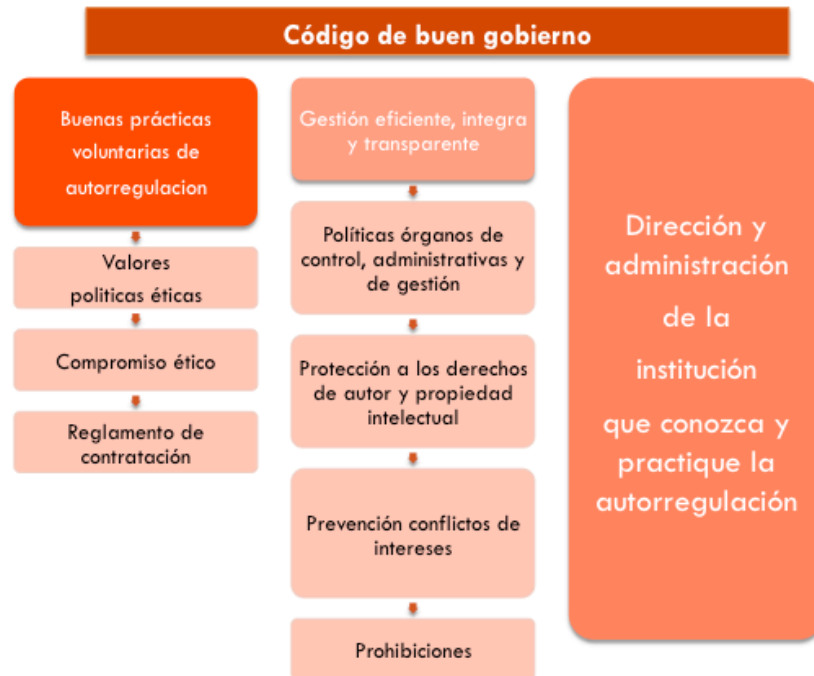 Código de buen gobierno
Buenas prácticas
voluntarias de
autorregulacion
Valores
politicas éticas
Compromiso ético
Reglamento de
contratación
Gestión eficiente, integra
y transparente
Políticas órganos de
control, administrativas y
de gestión
Protección a los derechos
de autor y propiedad
intelectual
Prevención conflictos de
intereses
Prohibiciones
Dirección y
administración
de la
institución
que conozca y
practique la
autorregulación